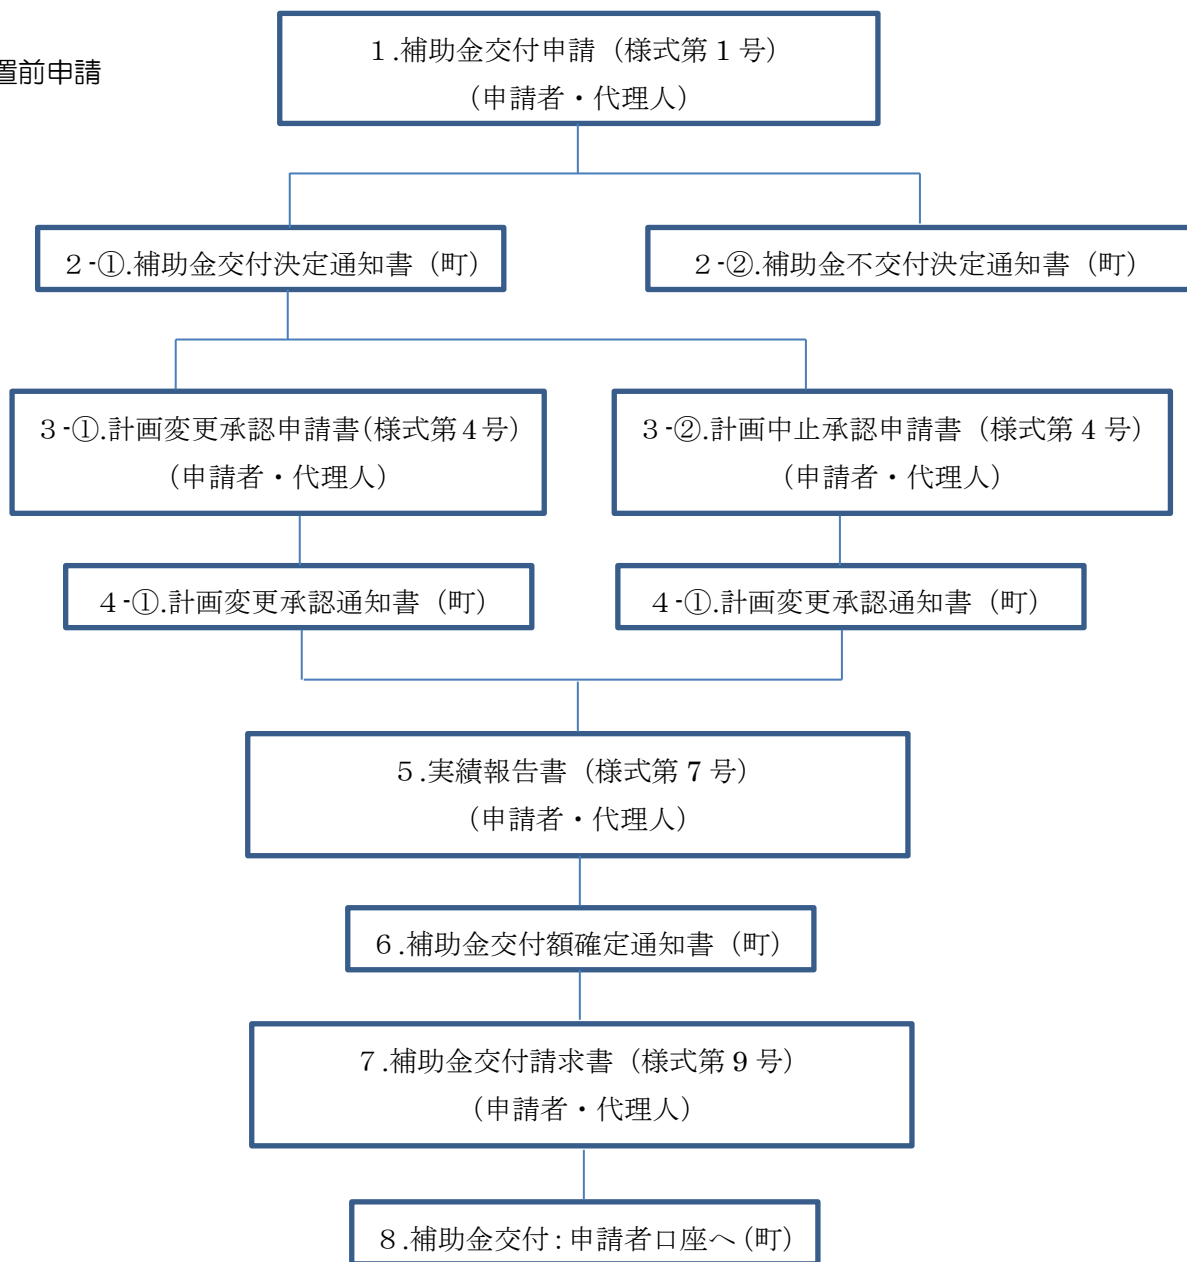 置前申請
１.補助金交付申請（様式第１号）
（申請者・代理人）
２-①.補助金交付決定通知書（町）
２-②.補助金不交付決定通知書（町）
３-①.計画変更承認申請書（様式第４号）
（申請者・代理人）
３-②.計画中止承認申請書（様式第４号）
（申請者・代理人）
４-①.計画変更承認通知書（町）
４-①.計画変更承認通知書（町）
５.実績報告書（様式第７号）
（申請者・代理人）
６.補助金交付額確定通知書（町）
７.補助金交付請求書（様式第９号）
（申請者・代理人）
８.補助金交付：申請者口座へ（町）